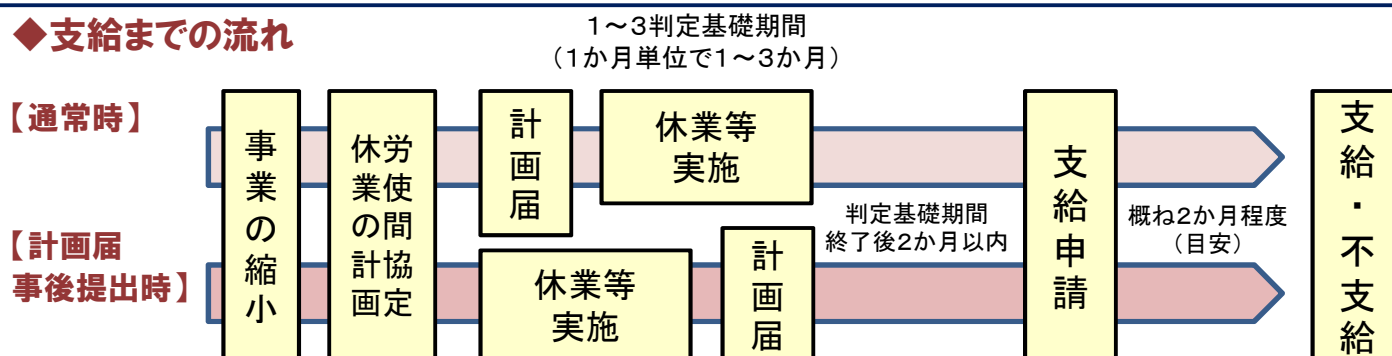 ◆支給までの流れ
1～3判定基礎期間
（1か月単位で1～3か月）
【通常時】
【計画届
事後提出時】
事業の縮小
労使間協定
休業の計画
計画届
休業等
実施
休業等
実施
計画届
判定基礎期間
終了後2か月以内
支給申請
概ね2か月程度
（目安）
支給・不支給